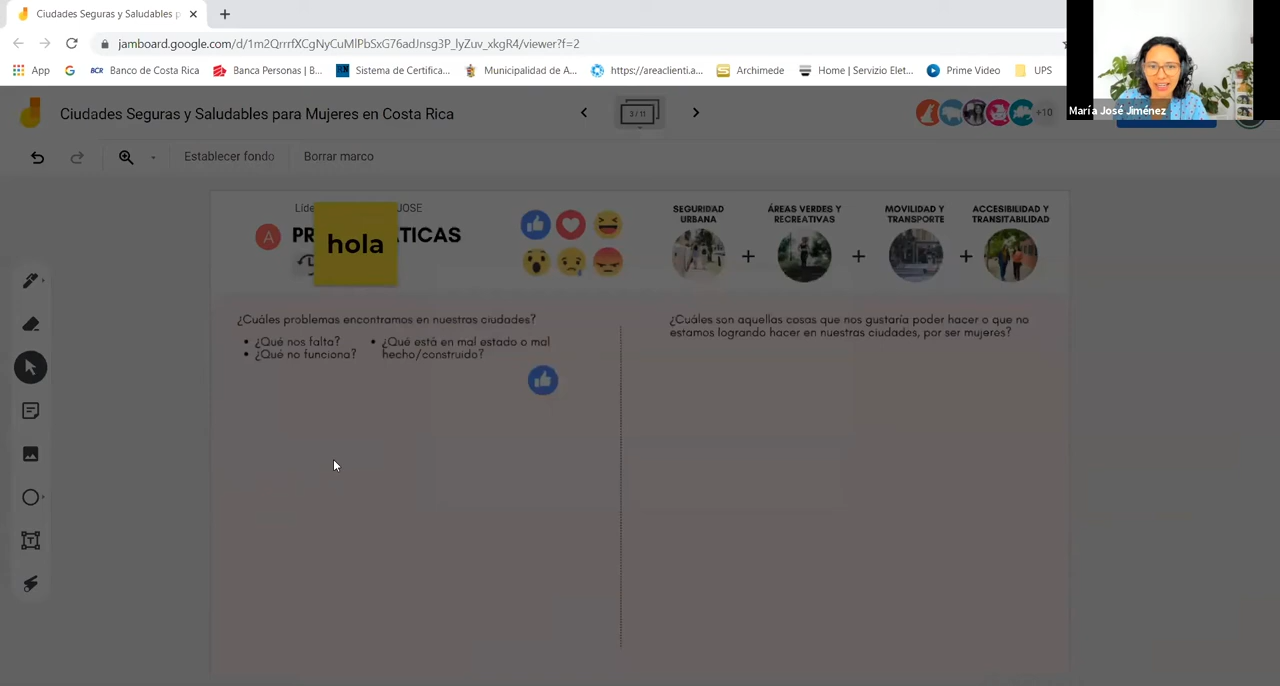 Ciudades Seguras y Saludables p
jamboard.google.com/d/1m2QrrrfXCgNyCuMlPbSxG76adJnsg3P_lyZuv_xkgR4/viewer?f=2
App
BCR Banco de Costa Rica
Banca Personas | B...
Sistema de Certifica...
Municipalidad de A...
https://areaclienti.a...
Archimede
Home | Servizio Elet...
Prime Video
UPS
María José Jiménez
Ciudades Seguras y Saludables para Mujeres en Costa Rica
3 / 11
+10
Establecer fondo
Borrar marco
Líde
JOSE
A
PR
hola
TICAS
SEGURIDAD
URBANA
ÁREAS VERDES Y
RECREATIVAS
MOVILIDAD Y
TRANSPORTE
ACCESIBILIDAD Y
TRANSITABILIDAD
+ + +
¿Cuáles problemas encontramos en nuestras ciudades?
• ¿Qué nos falta?
• ¿Qué no funciona?
• ¿Qué está en mal estado o mal
hecho/construido?
¿Cuáles son aquellas cosas que nos gustaría poder hacer o que no
estamos logrando hacer en nuestras ciudades, por ser mujeres?